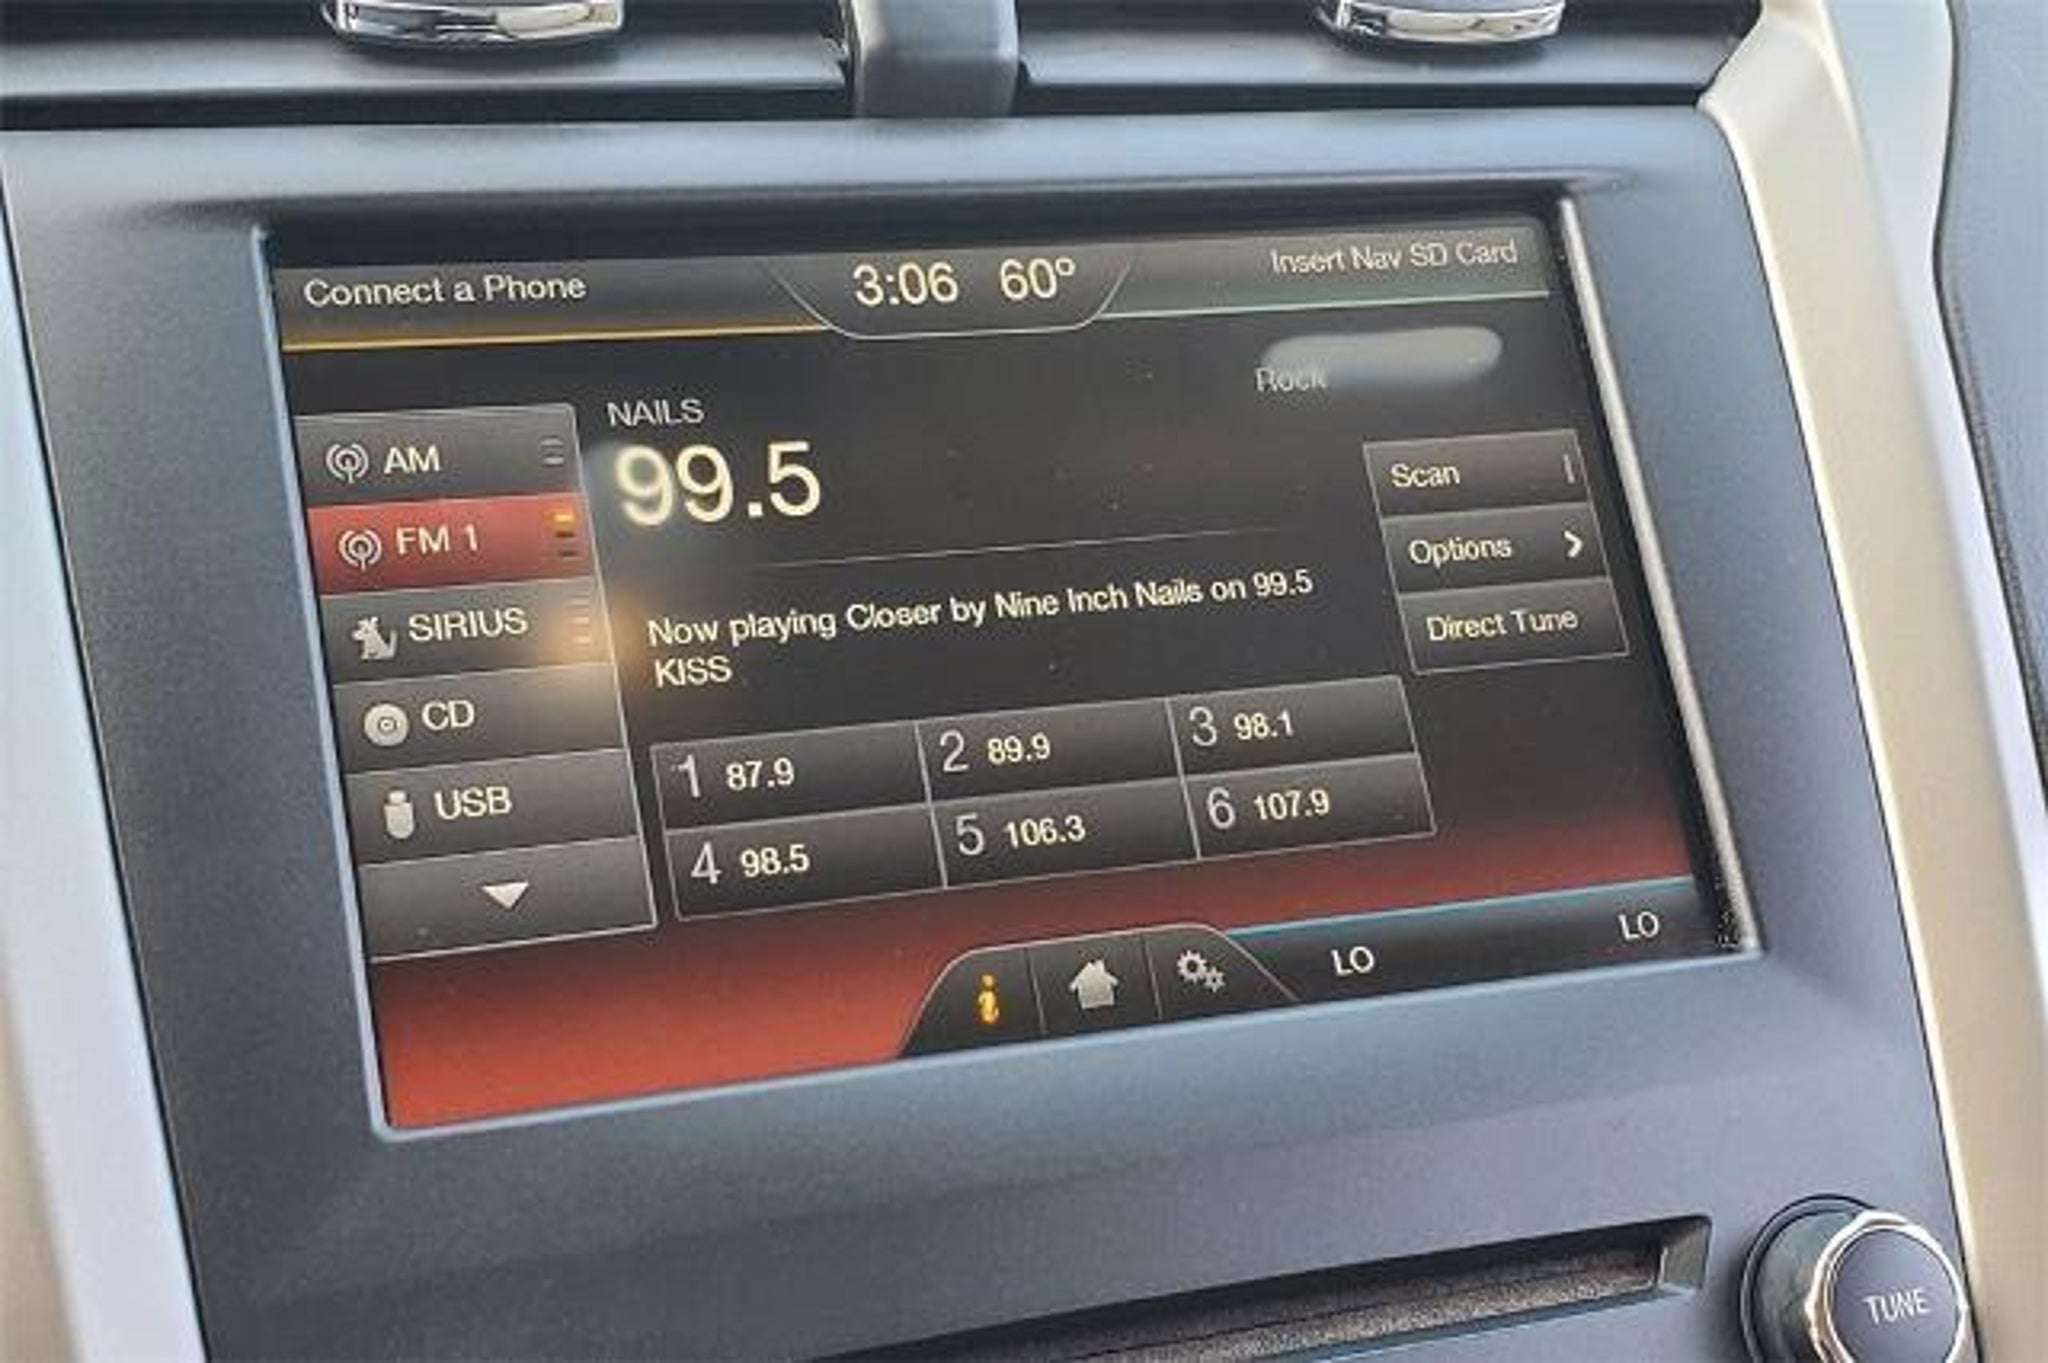 Connect a Phone
3:06 60°
Insert Nav SD Card
Rock
NAILS
99.5
AM
FM 1
SIRIUS
CD
USB
Scan
Options
Direct Tune
Now playing Closer by Nine Inch Nails on 99.5
KISS
1 87.9
2 89.9
3 98.1
4 98.5
5 106.3
6 107.9
i
LO
LO
TUNE